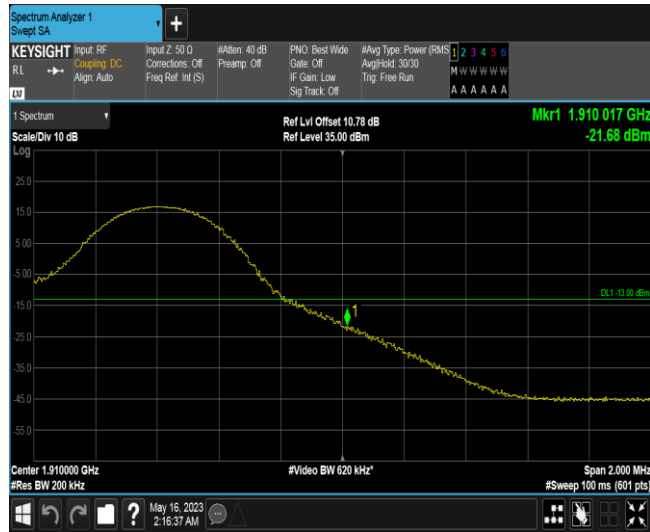 Spectrum Analyzer 1
Swept SA
+
KEYSIGHT
RL
LXI
Input: RF
Coupling: DC
Align: Auto
Input Z: 50 Ω
Corrections: Off
Freq Ref: Int (S)
#Atten: 40 dB
Preamp: Off
PNO: Best Wide
Gate: Off
IF Gain: Low
Sig Track: Off
#Avg Type: Power (RMS
Avg|Hold: 30/30
Trig: Free Run
1 2 3 4 5 6
M W W W W W
A A A A A A
1 Spectrum
Scale/Div 10 dB
Log
Ref Lvl Offset 10.78 dB
Ref Level 35.00 dBm
Mkr1 1.910 017 GHz
-21.68 dBm
25.0
15.0
5.00
-5.00
-15.0
-25.0
-35.0
-45.0
-55.0
DL1 -13.00 dBm
1
Center 1.910000 GHz
#Res BW 200 kHz
#Video BW 620 kHz*
Span 2.000 MHz
#Sweep 100 ms (601 pts)
?
May 16, 2023
2:16:37 AM